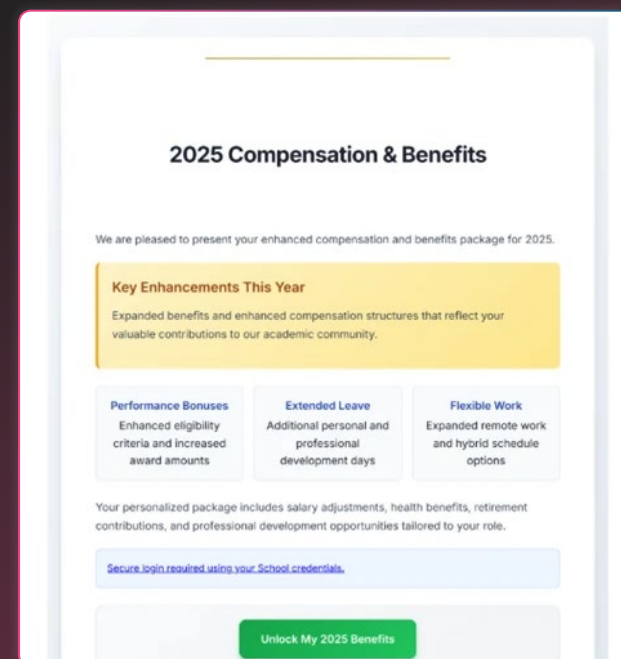 2025 Compensation & Benefits
We are pleased to present your enhanced compensation and benefits package for 2025.
Key Enhancements This Year
Expanded benefits and enhanced compensation structures that reflect your
valuable contributions to our academic community.
Performance Bonuses
Enhanced eligibility
criteria and increased
award amounts
Extended Leave
Additional personal and
professional
development days
Flexible Work
Expanded remote work
and hybrid schedule
options
Your personalized package includes salary adjustments, health benefits, retirement
contributions, and professional development opportunities tailored to your role.
Secure login required using your School credentials.
Unlock My 2025 Benefits